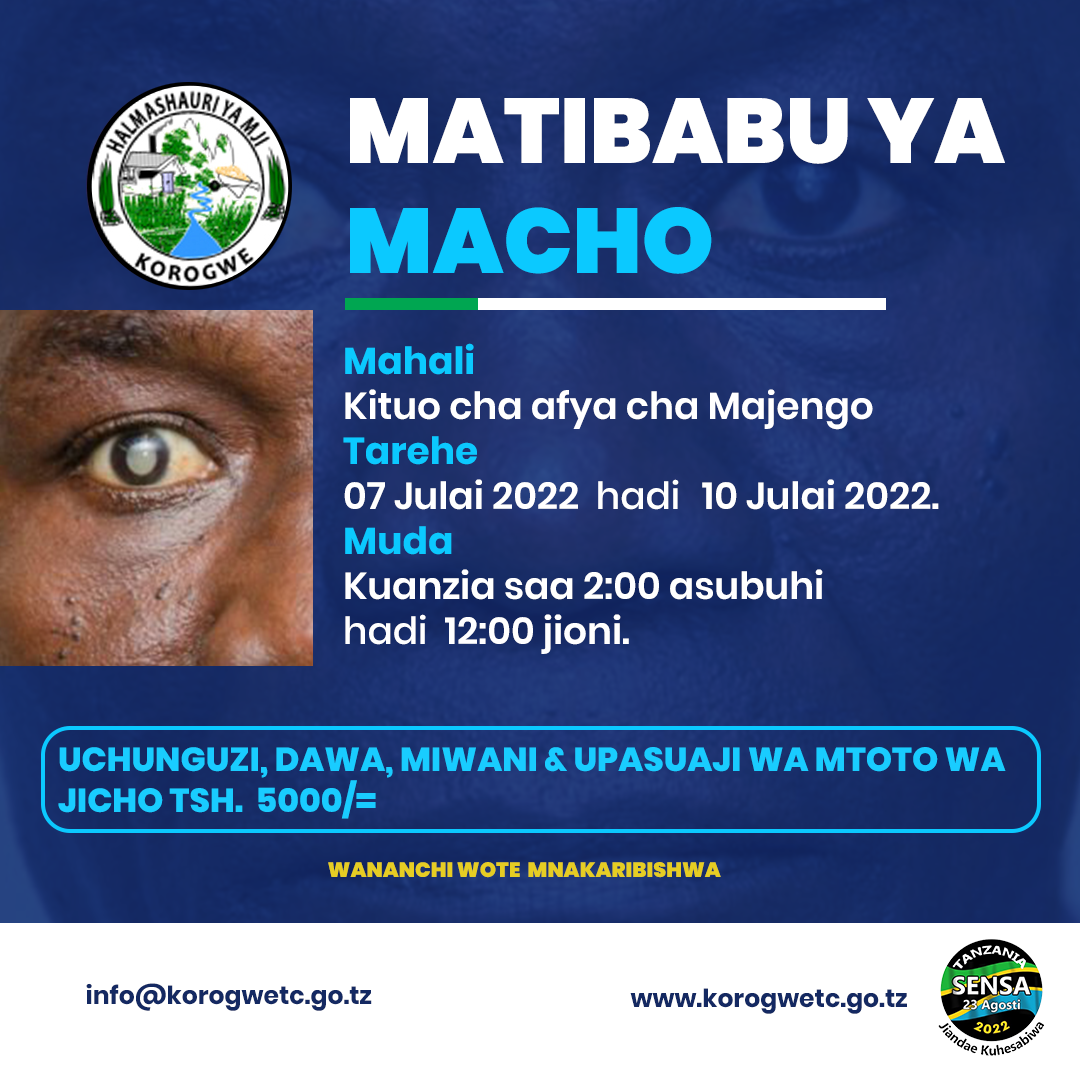 HALMASHAURI YA MJI
KOROGWE
MATIBABU YA
MACHO
Mahali
Kituo cha afya cha Majengo
Tarehe
07 Julai 2022 hadi 10 Julai 2022.
Muda
Kuanzia saa 2:00 asubuhi
hadi 12:00 jioni.
UCHUNGUZI, DAWA, MIWANI & UPASUAJI WA MTOTO WA
JICHO TSH. 5000/=
WANANCHI WOTE MNAKARIBISHWA
info@korogwetc.go.tz
www.korogwetc.go.tz
TANZANIA
SENSA
23 Agosti
2022
Jiandae Kuhesabiwa